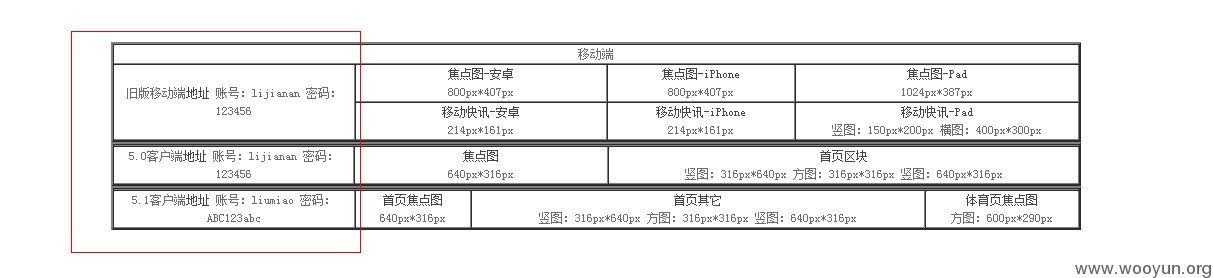 移动端
旧版移动端地址 账号: lijianan 密码:
123456
焦点图-安卓
800px*407px
焦点图-iPhone
800px*407px
焦点图-Pad
1024px*387px
移动快讯-安卓
214px*161px
移动快讯-iPhone
214px*161px
移动快讯-Pad
竖图: 150px*200px 横图: 400px*300px
5.0客户端地址 账号: lijianan 密码:
123456
焦点图
640px*316px
首页区块
竖图: 316px*640px 方图: 316px*316px 竖图: 640px*316px
5.1客户端地址 账号: liumiao 密码:
ABC123abc
首页焦点图
640px*316px
首页其它
竖图: 316px*640px 方图: 316px*316px 竖图: 640px*316px
体育页焦点图
方图: 600px*290px
www.wooyun.org